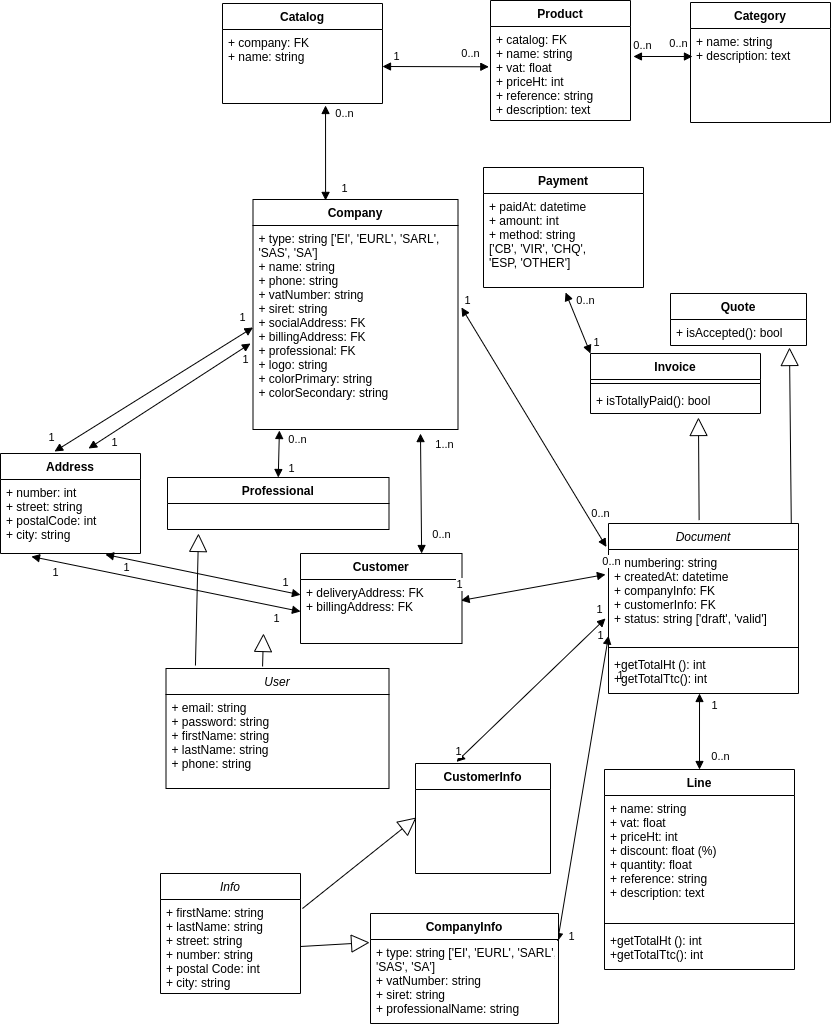 Catalog
+ company: FK
+ name: string
Product
+ catalog: FK
+ name: string
+ vat: float
+ priceHt: int
+ reference: string
+ description: text
Category
+ name: string
+ description: text
1
0..n
0..n
0..n
0..n
1
Company
+ type: string ['EI', 'EURL', 'SARL',
'SAS', 'SA']
+ name: string
+ phone: string
+ vatNumber: string
+ siret: string
+ socialAddress: FK
+ billingAddress: FK
+ professional: FK
+ logo: string
+ colorPrimary: string
+ colorSecondary: string
Payment
+ paidAt: datetime
+ amount: int
+ method: string
['CB', 'VIR', 'CHQ',
'ESP, 'OTHER']
0..n
1
Quote
+ isAccepted(): bool
Invoice
+ isTotallyPaid(): bool
1
1
1
1
1
0..n
1
1..n
0..n
0..n
Address
+ number: int
+ street: string
+ postalCode: int
+ city: string
Professional
Customer
+ deliveryAddress: FK
+ billingAddress: FK
1
1
1
1
1
0..n
Document
+ numbering: string
+ createdAt: datetime
+ companyInfo: FK
+ customerInfo: FK
+ status: string ['draft', 'valid']
+getTotalHt (): int
+getTotalTtc(): int
1
1
1
User
+ email: string
+ password: string
+ firstName: string
+ lastName: string
+ phone: string
1
0..n
1
CustomerInfo
Line
+ name: string
+ vat: float
+ priceHt: int
+ discount: float (%)
+ quantity: float
+ reference: string
+ description: text
+getTotalHt (): int
+getTotalTtc(): int
Info
+ firstName: string
+ lastName: string
+ street: string
+ number: string
+ postal Code: int
+ city: string
CompanyInfo
+ type: string ['EI', 'EURL', 'SARL'
'SAS', 'SA']
+ vatNumber: string
+ siret: string
+ professionalName: string
1